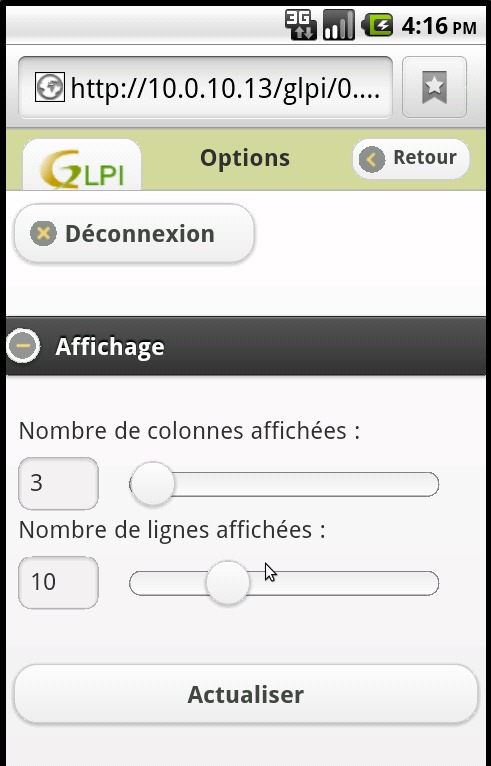 3G 4:16 PM
http://10.0.10.13/glpi/0....
GLPI Options Retour
Déconnexion
Affichage
Nombre de colonnes affichées :
3
Nombre de lignes affichées :
10
Actualiser